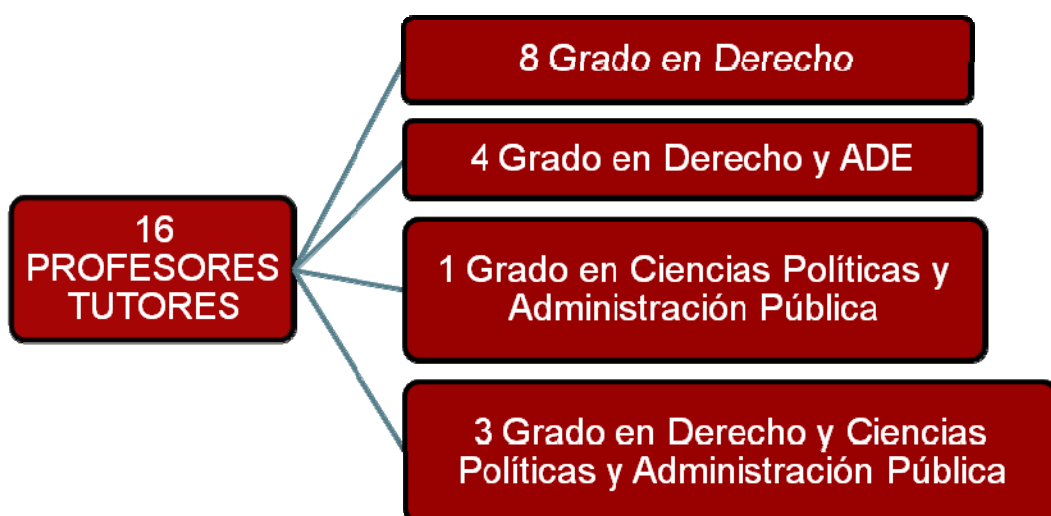 8 Grado en Derecho
4 Grado en Derecho y ADE
16
PROFESORES
TUTORES
1 Grado en Ciencias Políticas y
Administración Pública
3 Grado en Derecho y Ciencias
Políticas y Administración Pública